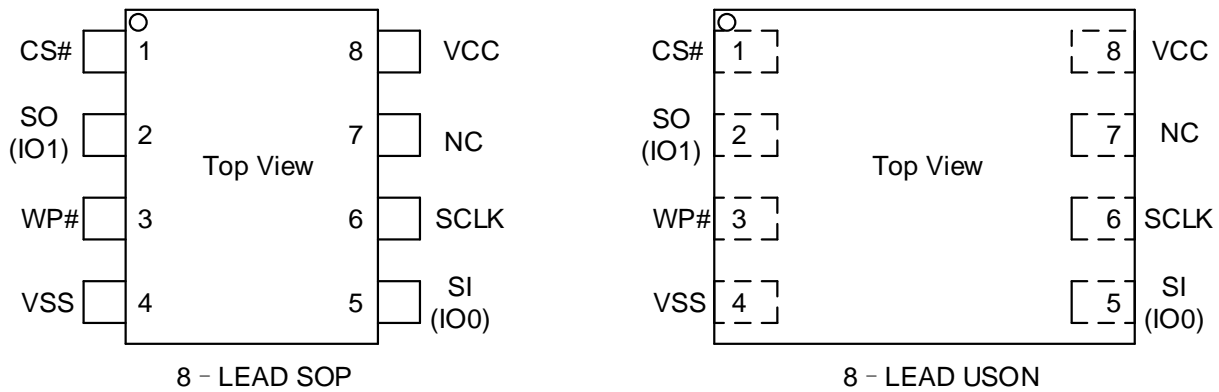 CS# 1 8 VCC
SO
(IO1) 2 7 NC
Top View
WP# 3 6 SCLK
VSS 4 5 SI
(IO0)
8 – LEAD SOP
CS# 1 8 VCC
SO
(IO1) 2 7 NC
Top View
WP# 3 6 SCLK
VSS 4 5 SI
(IO0)
8 – LEAD USON